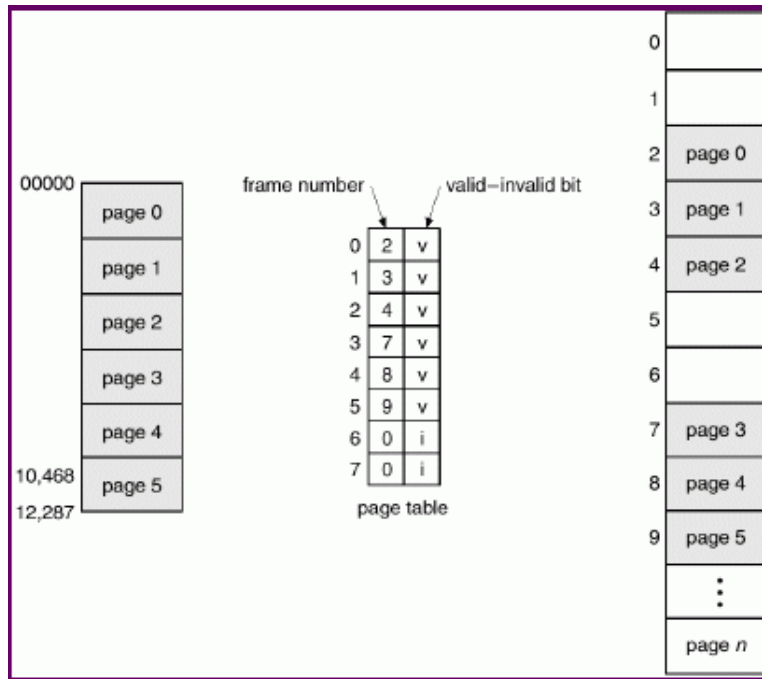 00000
page 0
page 1
page 2
page 3
page 4
10,468
page 5
12,287
frame number
valid–invalid bit
0 2 v
1 3 v
2 4 v
3 7 v
4 8 v
5 9 v
6 0 i
7 0 i
page table
0
1
2 page 0
3 page 1
4 page 2
5
6
7 page 3
8 page 4
9 page 5
⋮
page n